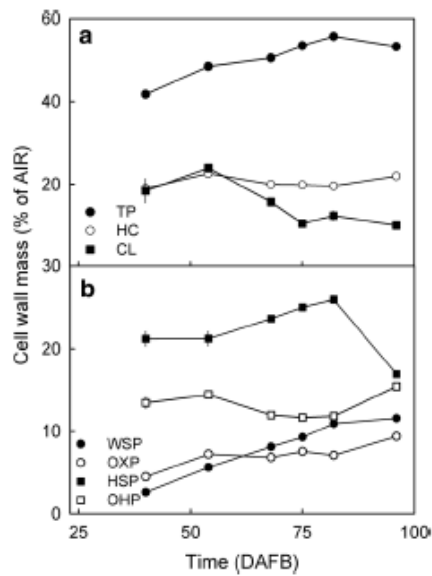 60
a
40
20
TP
HC
CL
Cell wall mass (% of AIR)
30
b
20
10
WSP
OXP
HSP
OHP
0
25
50
75
100
Time (DAFB)